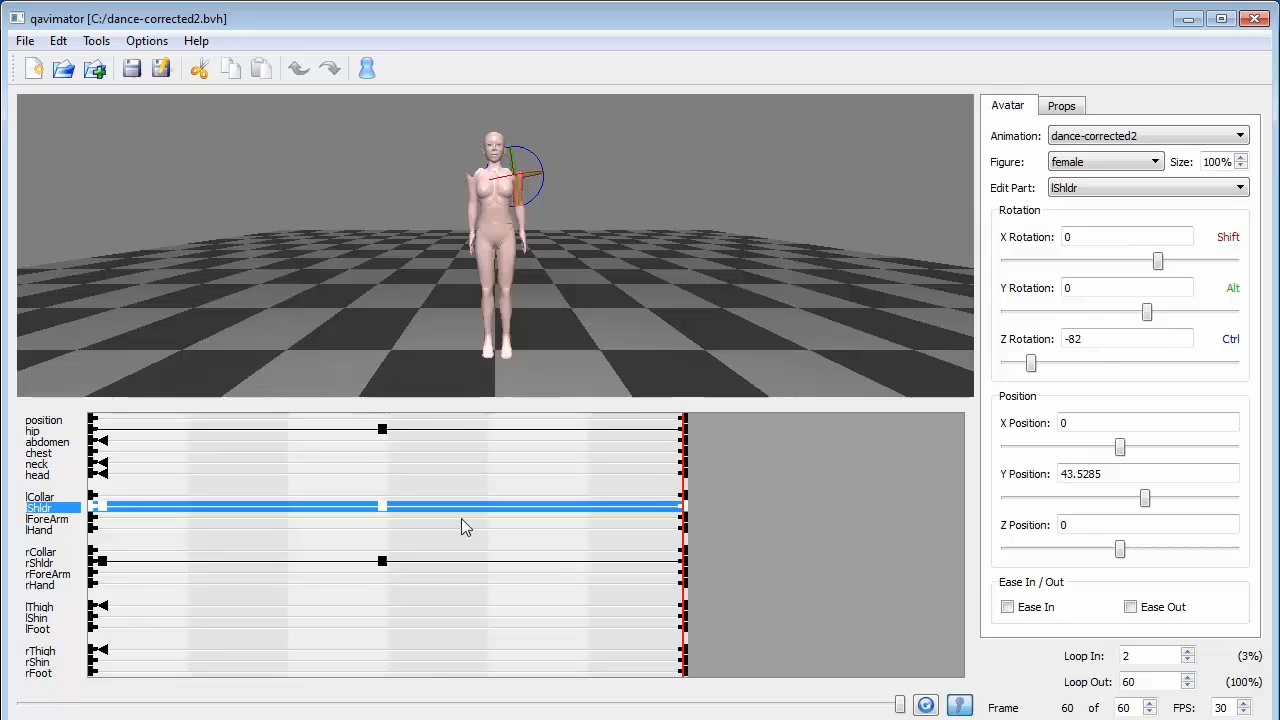 qavimator [C:/dance-corrected2.bvh]
File Edit Tools Options Help
Avatar Props
Animation: dance-corrected2
Figure: female Size: 100%
Edit Part: lShldr
Rotation
X Rotation: 0 Shift
Y Rotation: 0 Alt
Z Rotation: -82 Ctrl
Position
X Position: 0
Y Position: 43.5285
Z Position: 0
Ease In / Out
Ease In Ease Out
Loop In: 2 (3%)
Loop Out: 60 (100%)
Frame 60 of 60 FPS: 30
position
hip
abdomen
chest
neck
head
lCollar
lShldr
lForeArm
lHand
rCollar
rShldr
rForeArm
rHand
lThigh
lShin
lFoot
rThigh
rShin
rFoot